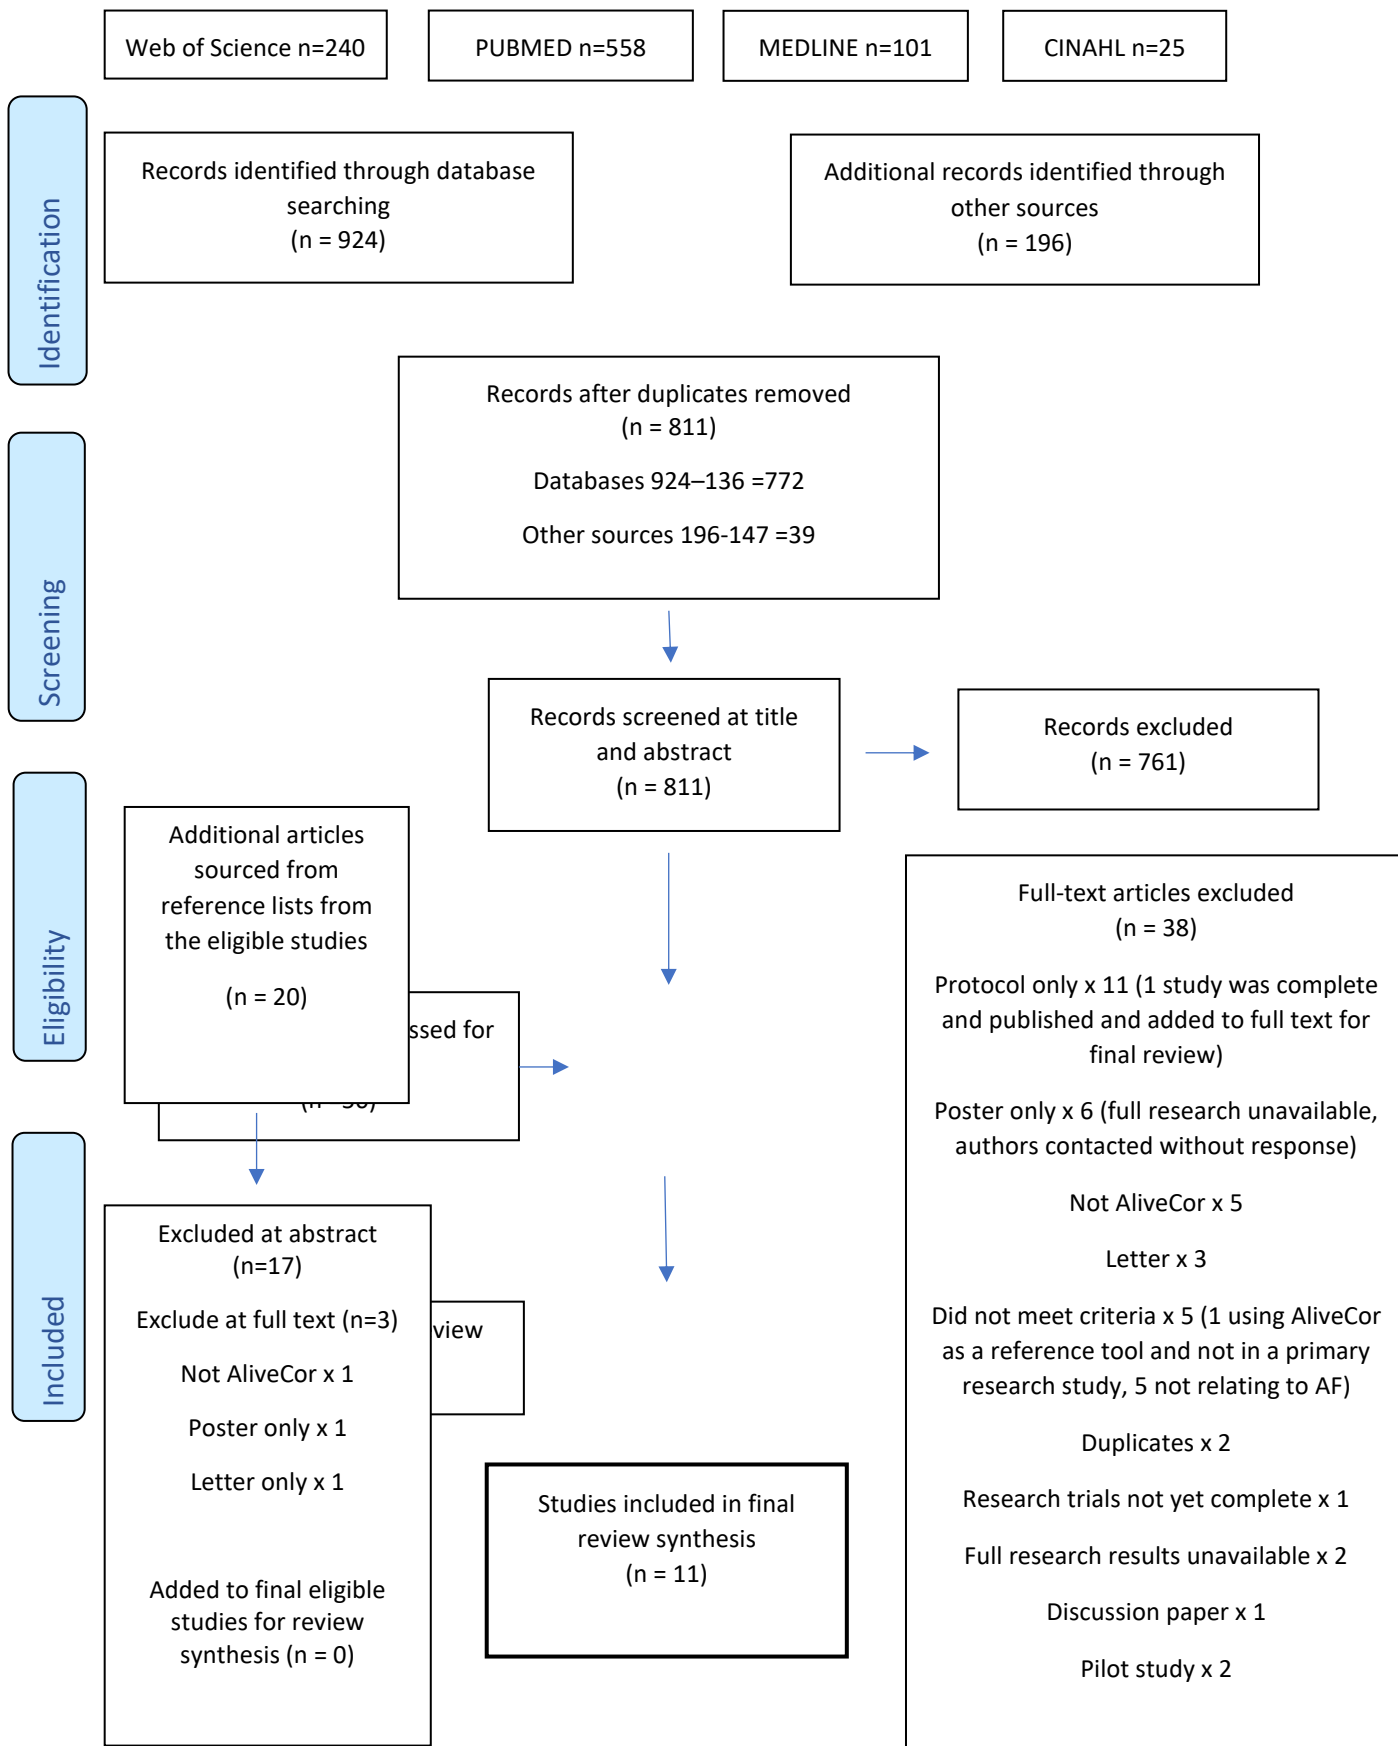 Web of Science n=240
PUBMED n=558
MEDLINE n=101
CINAHL n=25
Identification
Records identified through database
searching
(n = 924)
Additional records identified through
other sources
(n = 196)
Records after duplicates removed
(n = 811)
Databases 924–136 =772
Other sources 196-147 =39
Screening
Records screened at title
and abstract
(n = 811)
Records excluded
(n = 761)
Eligibility
Additional articles
sourced from
reference lists from
the eligible studies
(n = 20)
for
Full-text articles excluded
(n = 38)
Protocol only x 11 (1 study was complete
and published and added to full text for
final review)
Poster only x 6 (full research unavailable,
authors contacted without response)
Not AliveCor x 5
Letter x 3
Did not meet criteria x 5 (1 using AliveCor
as a reference tool and not in a primary
research study, 5 not relating to AF)
Duplicates x 2
Research trials not yet complete x 1
Full research results unavailable x 2
Discussion paper x 1
Pilot study x 2
Included
Excluded at abstract
(n=17)
Exclude at full text (n=3)
Not AliveCor x 1
Poster only x 1
Letter only x 1
Added to final eligible
studies for review
synthesis (n = 0)
Studies included in final
review synthesis
(n = 11)